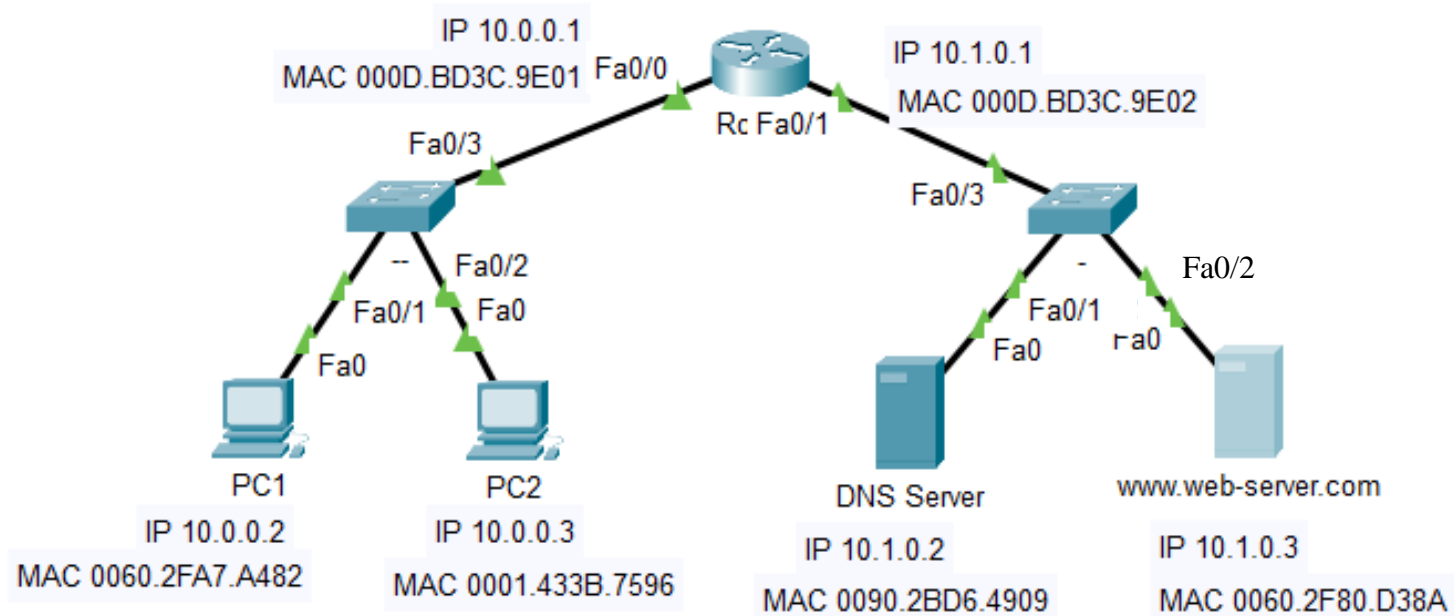 IP 10.0.0.1
MAC 000D.BD3C.9E01
Fa0/0
IP 10.1.0.1
MAC 000D.BD3C.9E02
Fa0/1
Fa0/3
Fa0/3
--
-
Fa0/2
Fa0/1
Fa0
Fa0
Fa0/2
Fa0/1
Fa0
Fa0
PC1
PC2
DNS Server
www.web-server.com
IP 10.0.0.2
MAC 0060.2FA7.A482
IP 10.0.0.3
MAC 0001.433B.7596
IP 10.1.0.2
MAC 0090.2BD6.4909
IP 10.1.0.3
MAC 0060.2F80.D38A